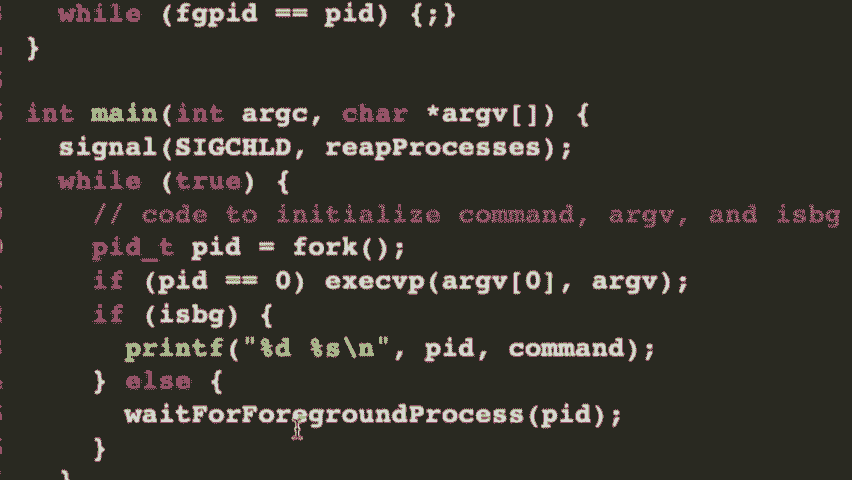 while (fgpid == pid) {;}
}
int main(int argc, char *argv[]) {
signal(SIGCHLD, reapProcesses);
while (true) {
// code to initialize command, argv, and isbg
pid_t pid = fork();
if (pid == 0) execvp(argv[0], argv);
if (isbg) {
printf("%d %s\n", pid, command);
} else {
waitForForegroundProcess(pid);
}
}